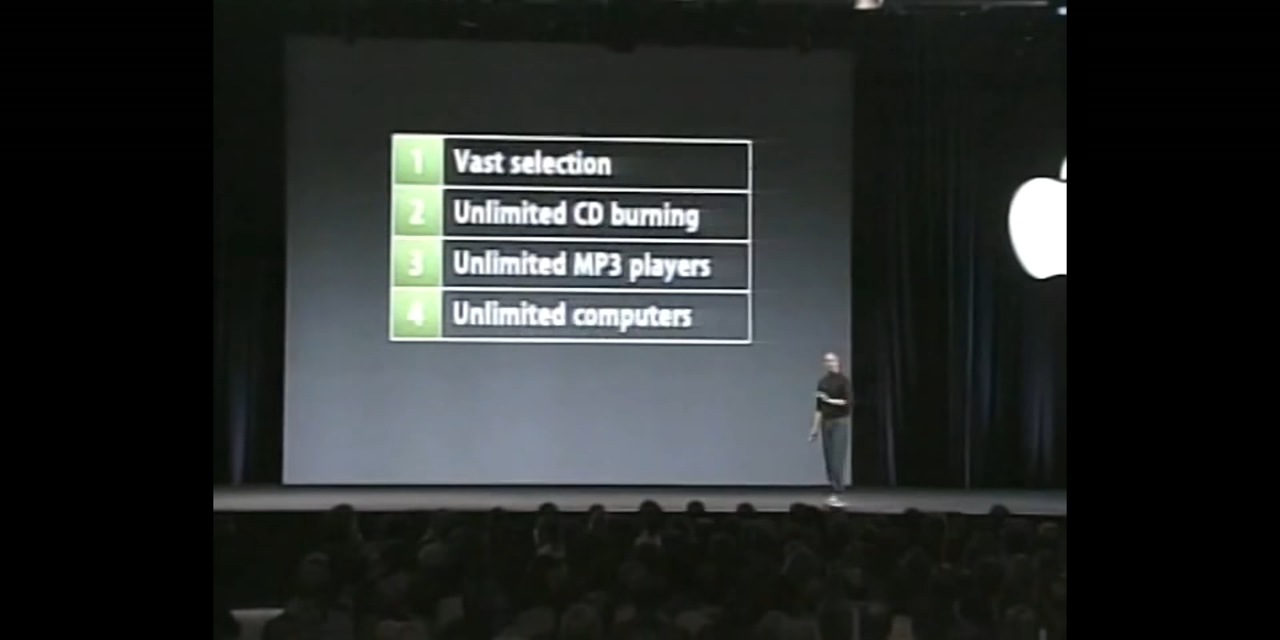 1 Vast selection
2 Unlimited CD burning
3 Unlimited MP3 players
4 Unlimited computers